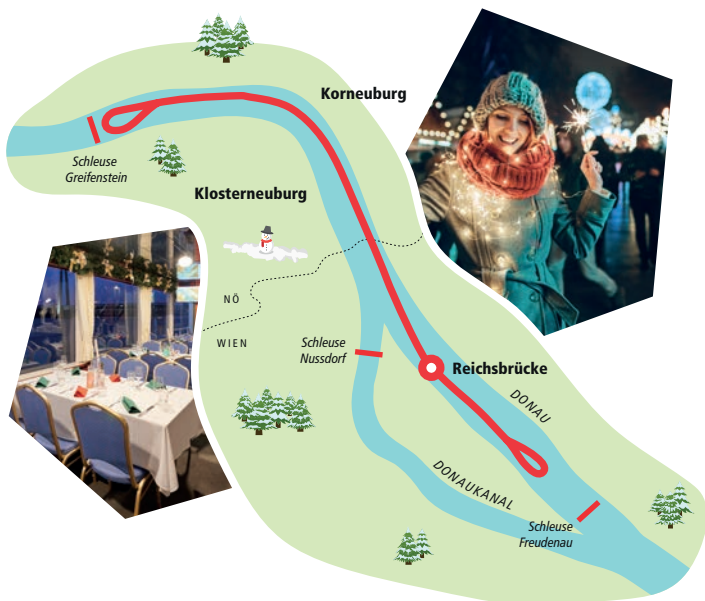 Korneuburg
Schleuse
Greifenstein
Klosterneuburg
NÖ
WIEN
Schleuse
Nussdorf
Reichsbrücke
DONAU
DONAUKANAL
Schleuse
Freudenau